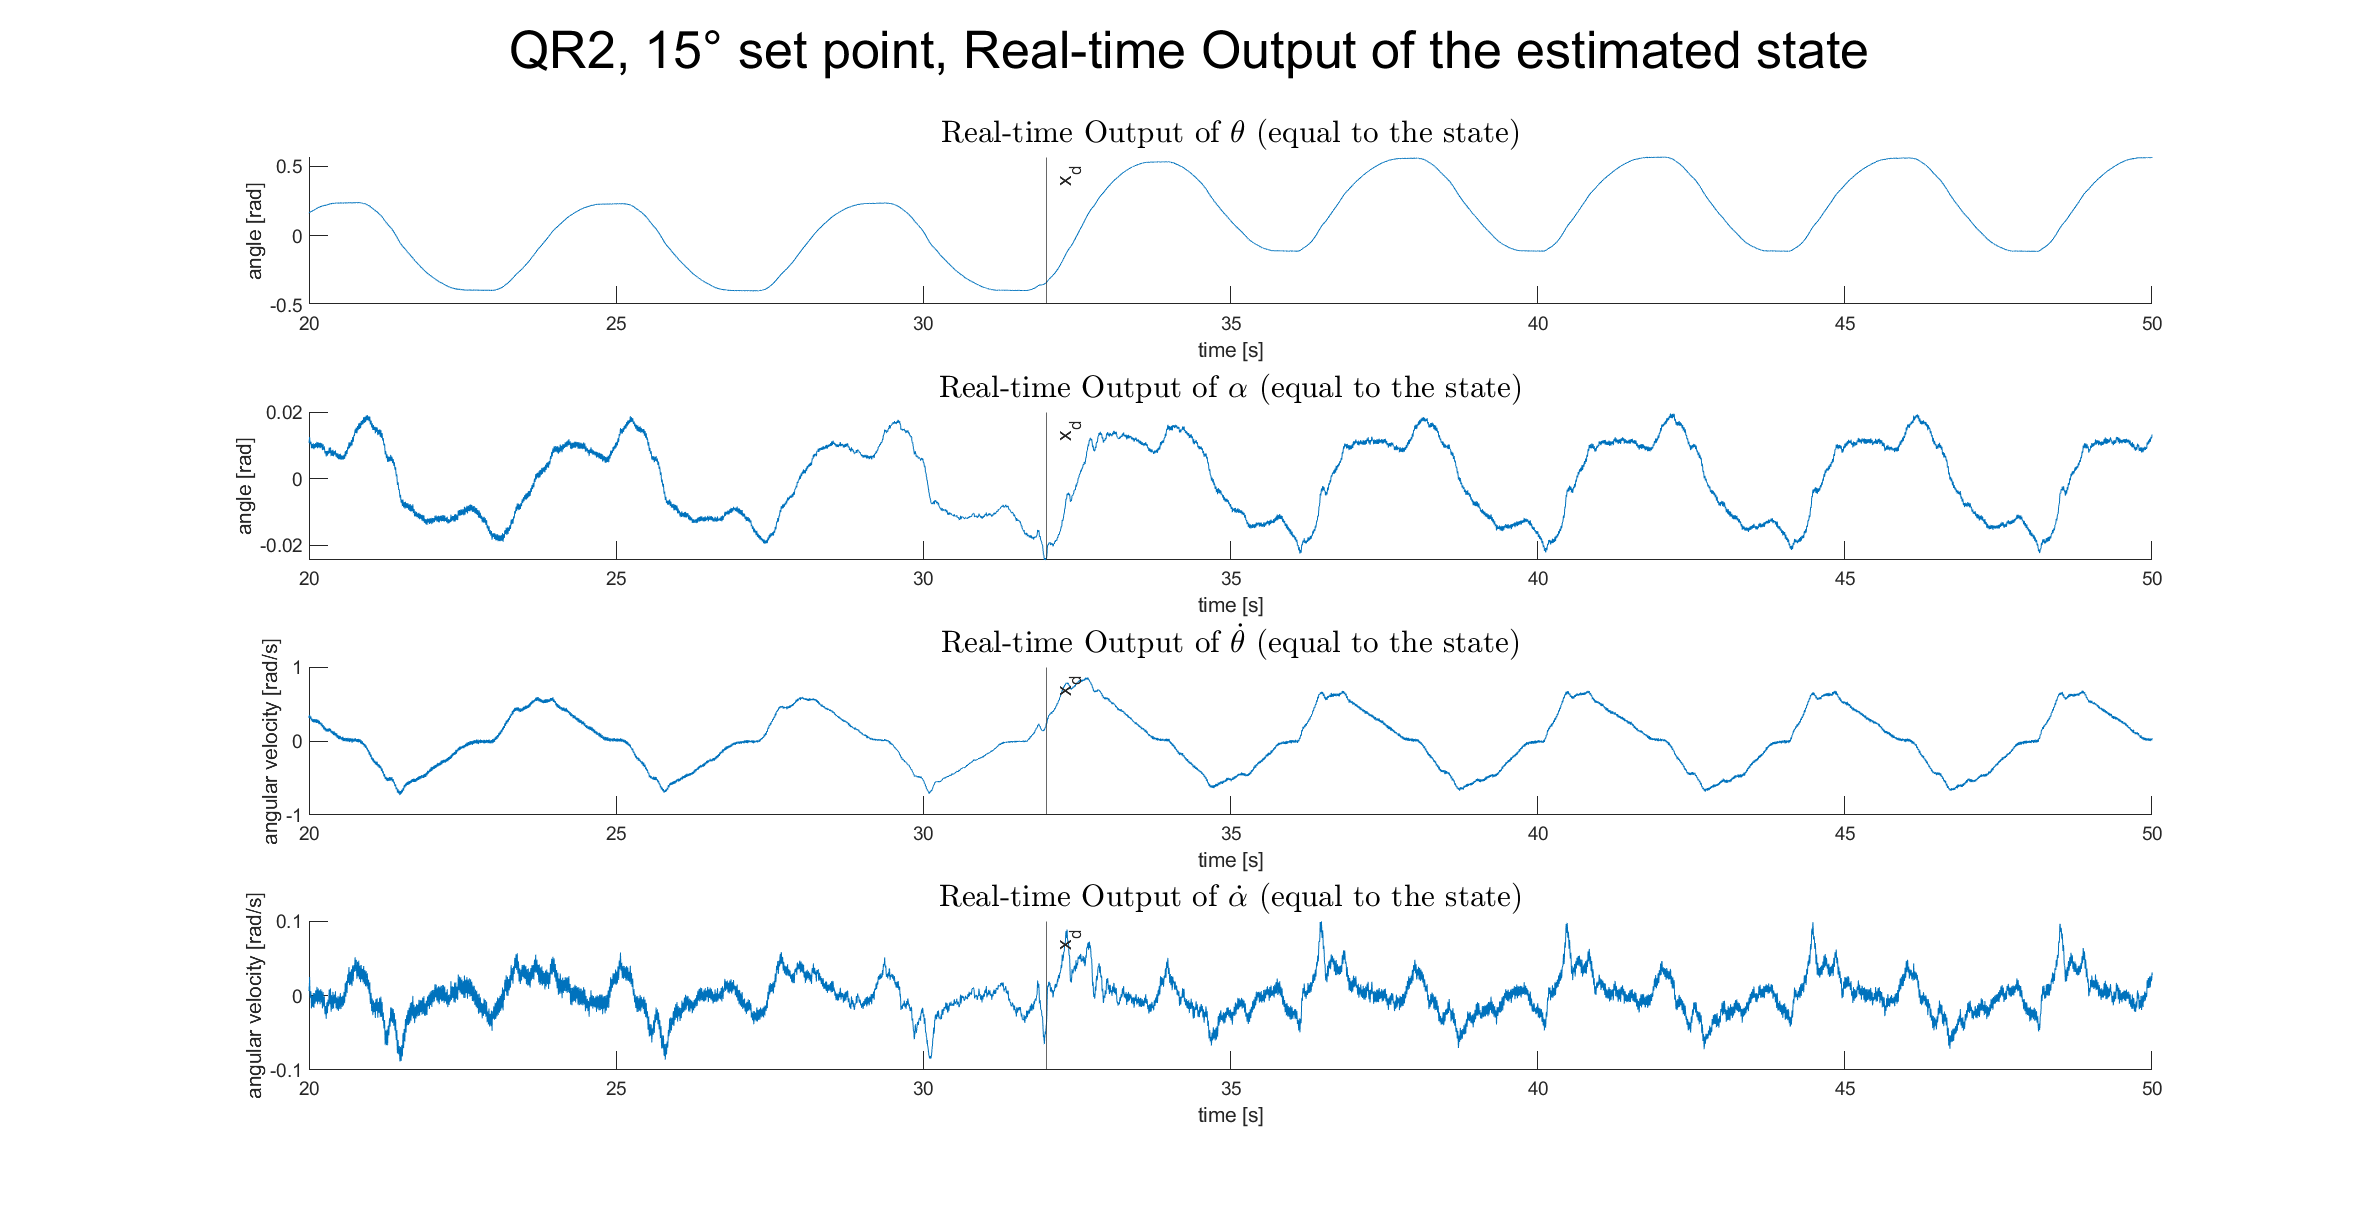 QR2, 15° set point, Real-time Output of the estimated state
Real-time Output of θ (equal to the state)
angle [rad]
0.5
0
-0.5
x_d
20 25 30 35 40 45 50
time [s]
Real-time Output of α (equal to the state)
angle [rad]
0.02
0
-0.02
x_d
20 25 30 35 40 45 50
time [s]
Real-time Output of θ̇ (equal to the state)
angular velocity [rad/s]
1
0
-1
x_d
20 25 30 35 40 45 50
time [s]
Real-time Output of α̇ (equal to the state)
angular velocity [rad/s]
0.1
0
-0.1
x_d
20 25 30 35 40 45 50
time [s]